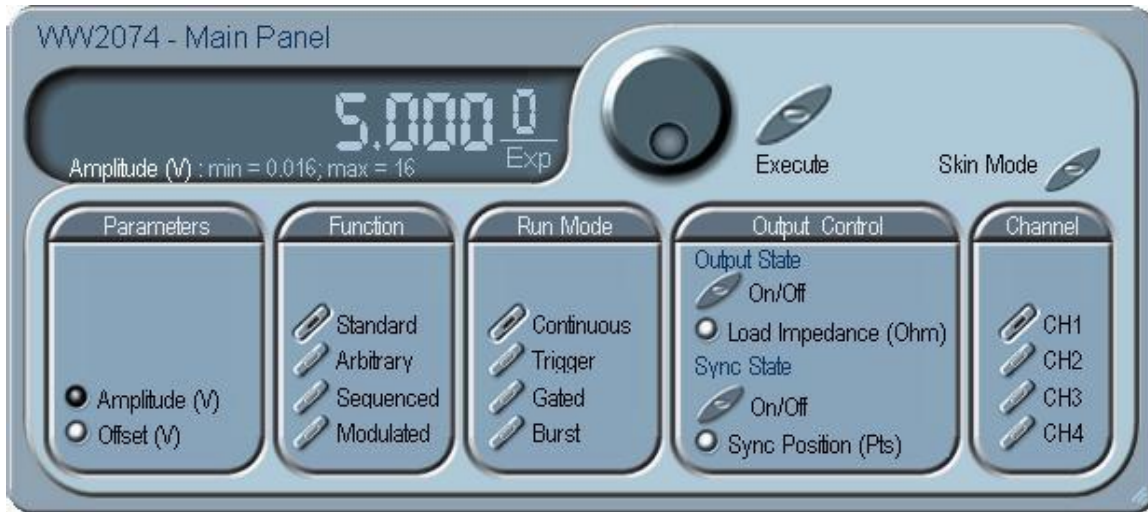 WW2074 - Main Panel
5.000 0
Exp
Amplitude (V) : min = 0.016; max = 16
Execute
Skin Mode
Parameters
Amplitude (V)
Offset (V)
Function
Standard
Arbitrary
Sequenced
Modulated
Run Mode
Continuous
Trigger
Gated
Burst
Output Control
Output State
On/Off
Load Impedance (Ohm)
Sync State
On/Off
Sync Position (Pts)
Channel
CH1
CH2
CH3
CH4